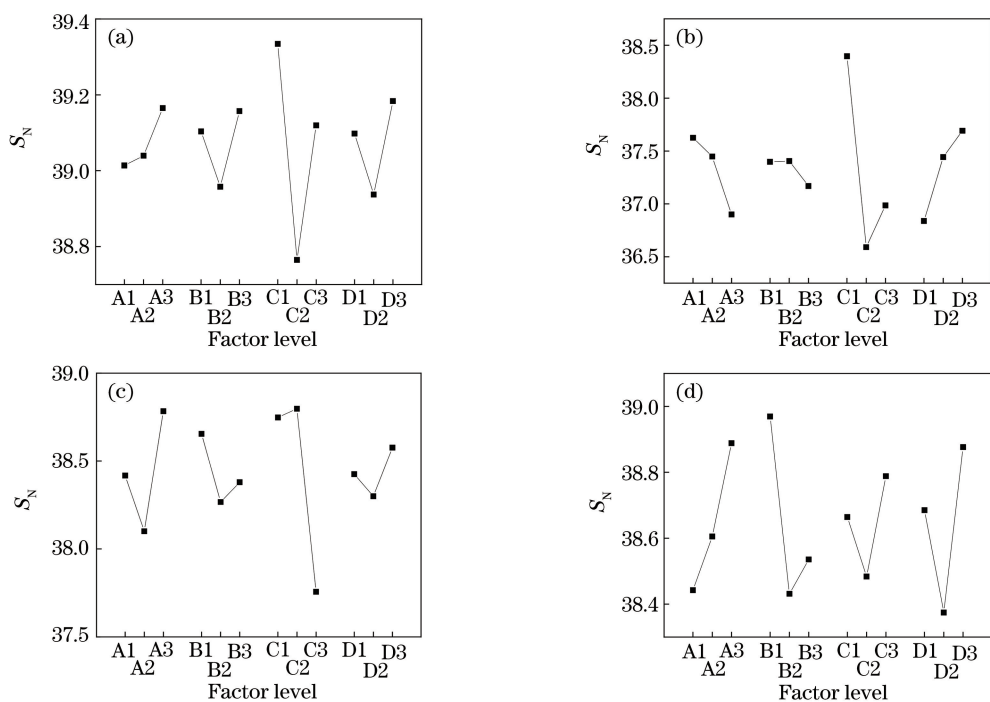 (a)
39.4
39.2
39.0
38.8
S_N
A1 A3 B1 B3 C1 C3 D1 D3
A2 B2 C2 D2
Factor level
(b)
38.5
38.0
37.5
37.0
36.5
S_N
A1 A3 B1 B3 C1 C3 D1 D3
A2 B2 C2 D2
Factor level
(c)
39.0
38.5
38.0
37.5
S_N
A1 A3 B1 B3 C1 C3 D1 D3
A2 B2 C2 D2
Factor level
(d)
39.0
38.8
38.6
38.4
S_N
A1 A3 B1 B3 C1 C3 D1 D3
A2 B2 C2 D2
Factor level